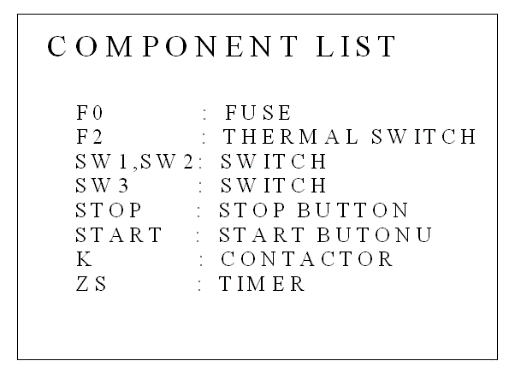 COMPONENT LIST
F0 : FUSE
F2 : THERMAL SWITCH
SW1,SW2: SWITCH
SW3 : SWITCH
STOP : STOP BUTTON
START : START BUTONU
K : CONTACTOR
ZS : TIMER